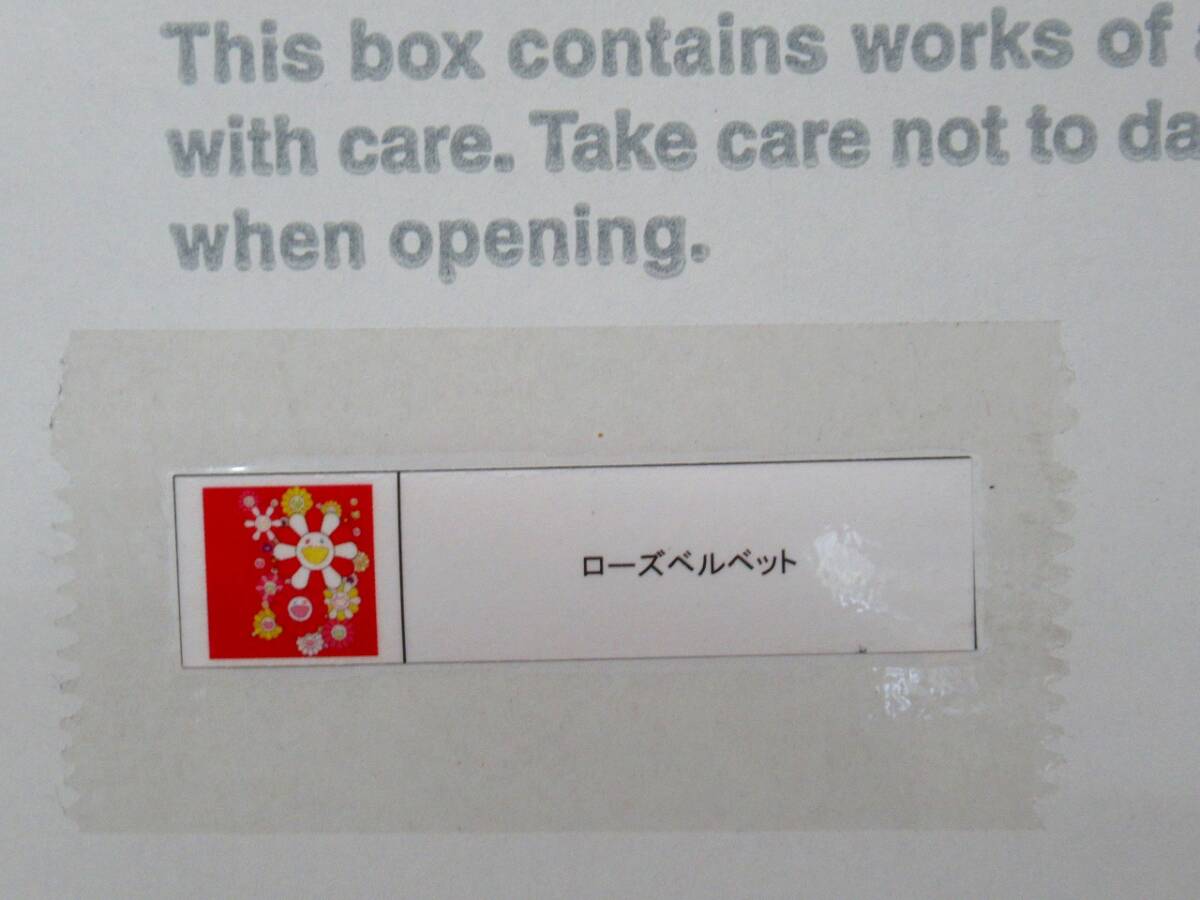 This box contains works of
with care. Take care not to
when opening.
ローズベルベット